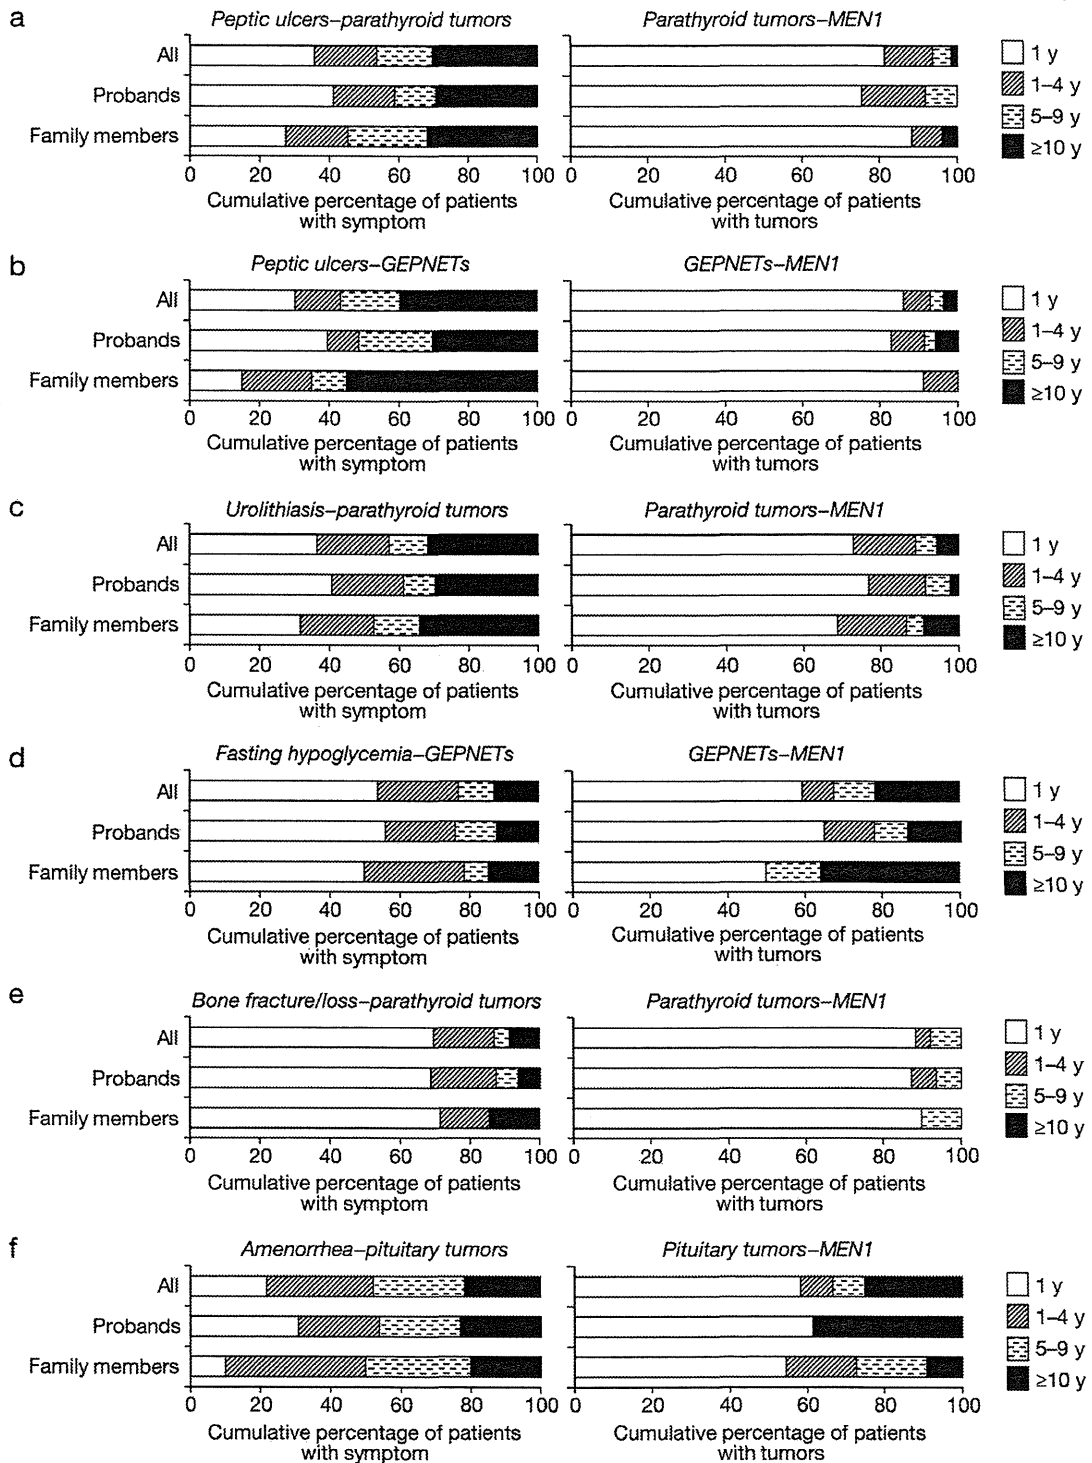 a
Peptic ulcers–parathyroid tumors
Parathyroid tumors–MEN1
All
Probands
Family members
0 20 40 60 80 100
0 20 40 60 80 100
Cumulative percentage of patients
with symptom
Cumulative percentage of patients
with tumors
1 y
1–4 y
5–9 y
≥10 y
b
Peptic ulcers–GEPNETs
GEPNETs–MEN1
All
Probands
Family members
0 20 40 60 80 100
0 20 40 60 80 100
Cumulative percentage of patients
with symptom
Cumulative percentage of patients
with tumors
1 y
1–4 y
5–9 y
≥10 y
c
Urolithiasis–parathyroid tumors
Parathyroid tumors–MEN1
All
Probands
Family members
0 20 40 60 80 100
0 20 40 60 80 100
Cumulative percentage of patients
with symptom
Cumulative percentage of patients
with tumors
1 y
1–4 y
5–9 y
≥10 y
d
Fasting hypoglycemia–GEPNETs
GEPNETs–MEN1
All
Probands
Family members
0 20 40 60 80 100
0 20 40 60 80 100
Cumulative percentage of patients
with symptom
Cumulative percentage of patients
with tumors
1 y
1–4 y
5–9 y
≥10 y
e
Bone fracture/loss–parathyroid tumors
Parathyroid tumors–MEN1
All
Probands
Family members
0 20 40 60 80 100
0 20 40 60 80 100
Cumulative percentage of patients
with symptom
Cumulative percentage of patients
with tumors
1 y
1–4 y
5–9 y
≥10 y
f
Amenorrhea–pituitary tumors
Pituitary tumors–MEN1
All
Probands
Family members
0 20 40 60 80 100
0 20 40 60 80 100
Cumulative percentage of patients
with symptom
Cumulative percentage of patients
with tumors
1 y
1–4 y
5–9 y
≥10 y